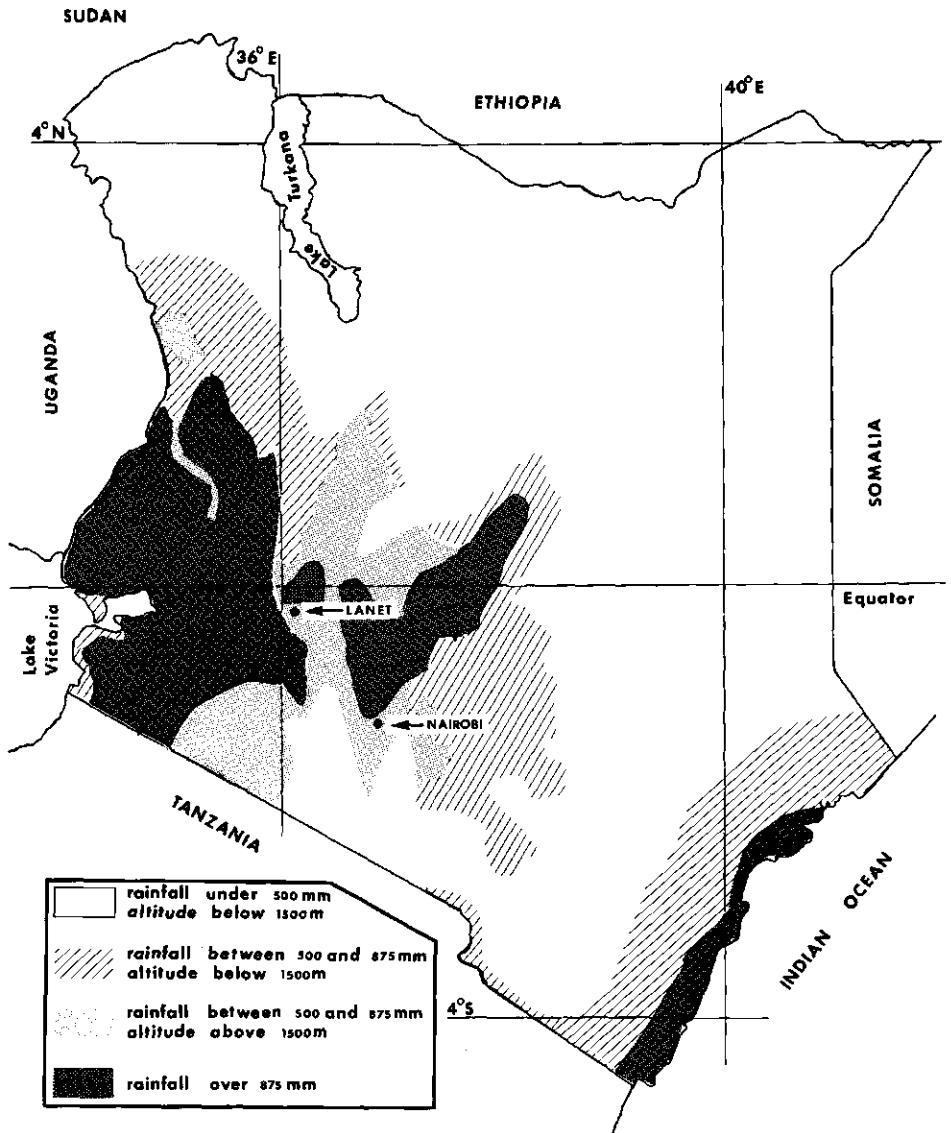 SUDAN
36° E
40° E
ETHIOPIA
4° N
Turkana
Lake
UGANDA
SOMALIA
LANET
Equator
Lake
Victoria
NAIROBI
TANZANIA
INDIAN OCEAN
rainfall under 500mm
altitude below 1500m
rainfall between 500 and 875mm
altitude below 1500m
rainfall between 500 and 875mm
altitude above 1500m
4°S
rainfall over 875mm